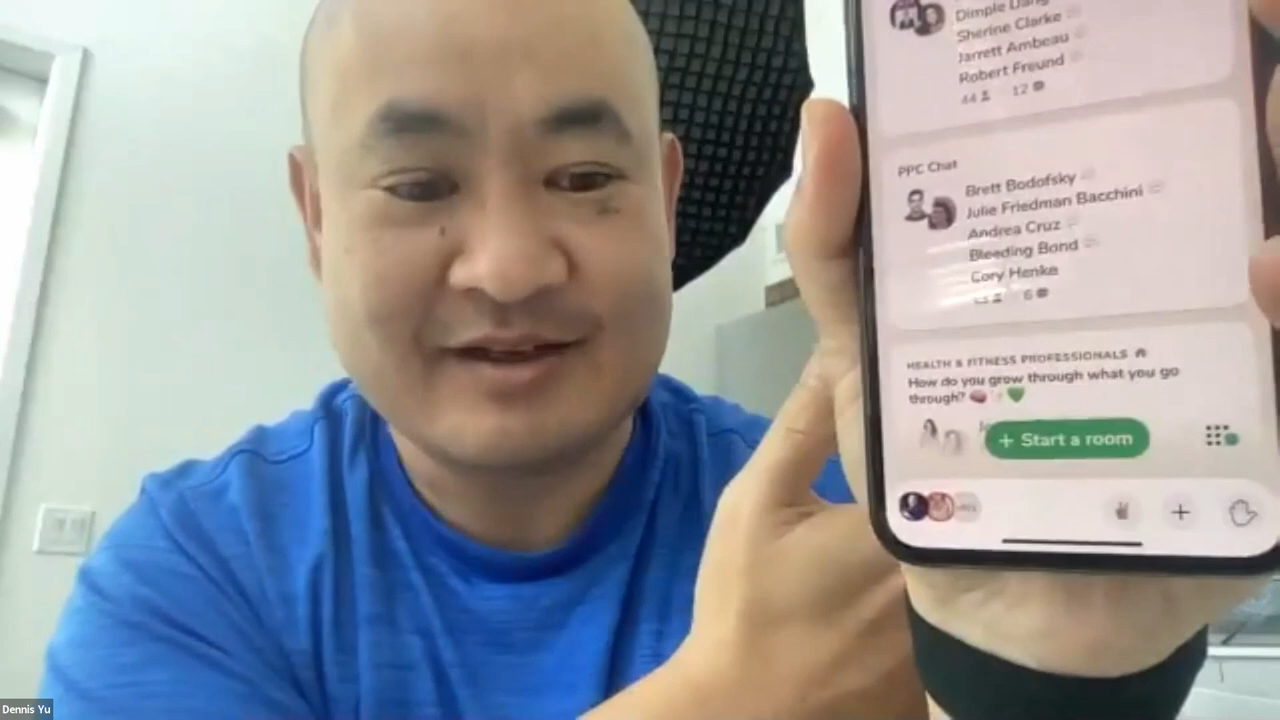 Dimple Dang
Sherine Clarke
Jarrett Ambeau
Robert Freund
44 12
PPC Chat
Brett Bodofsky
Julie Friedman Bacchini
Andrea Cruz
Bleeding Bond
Cory Henke
6
HEALTH & FITNESS PROFESSIONALS
How do you grow through what you go
through?
+ Start a room
Dennis Yu